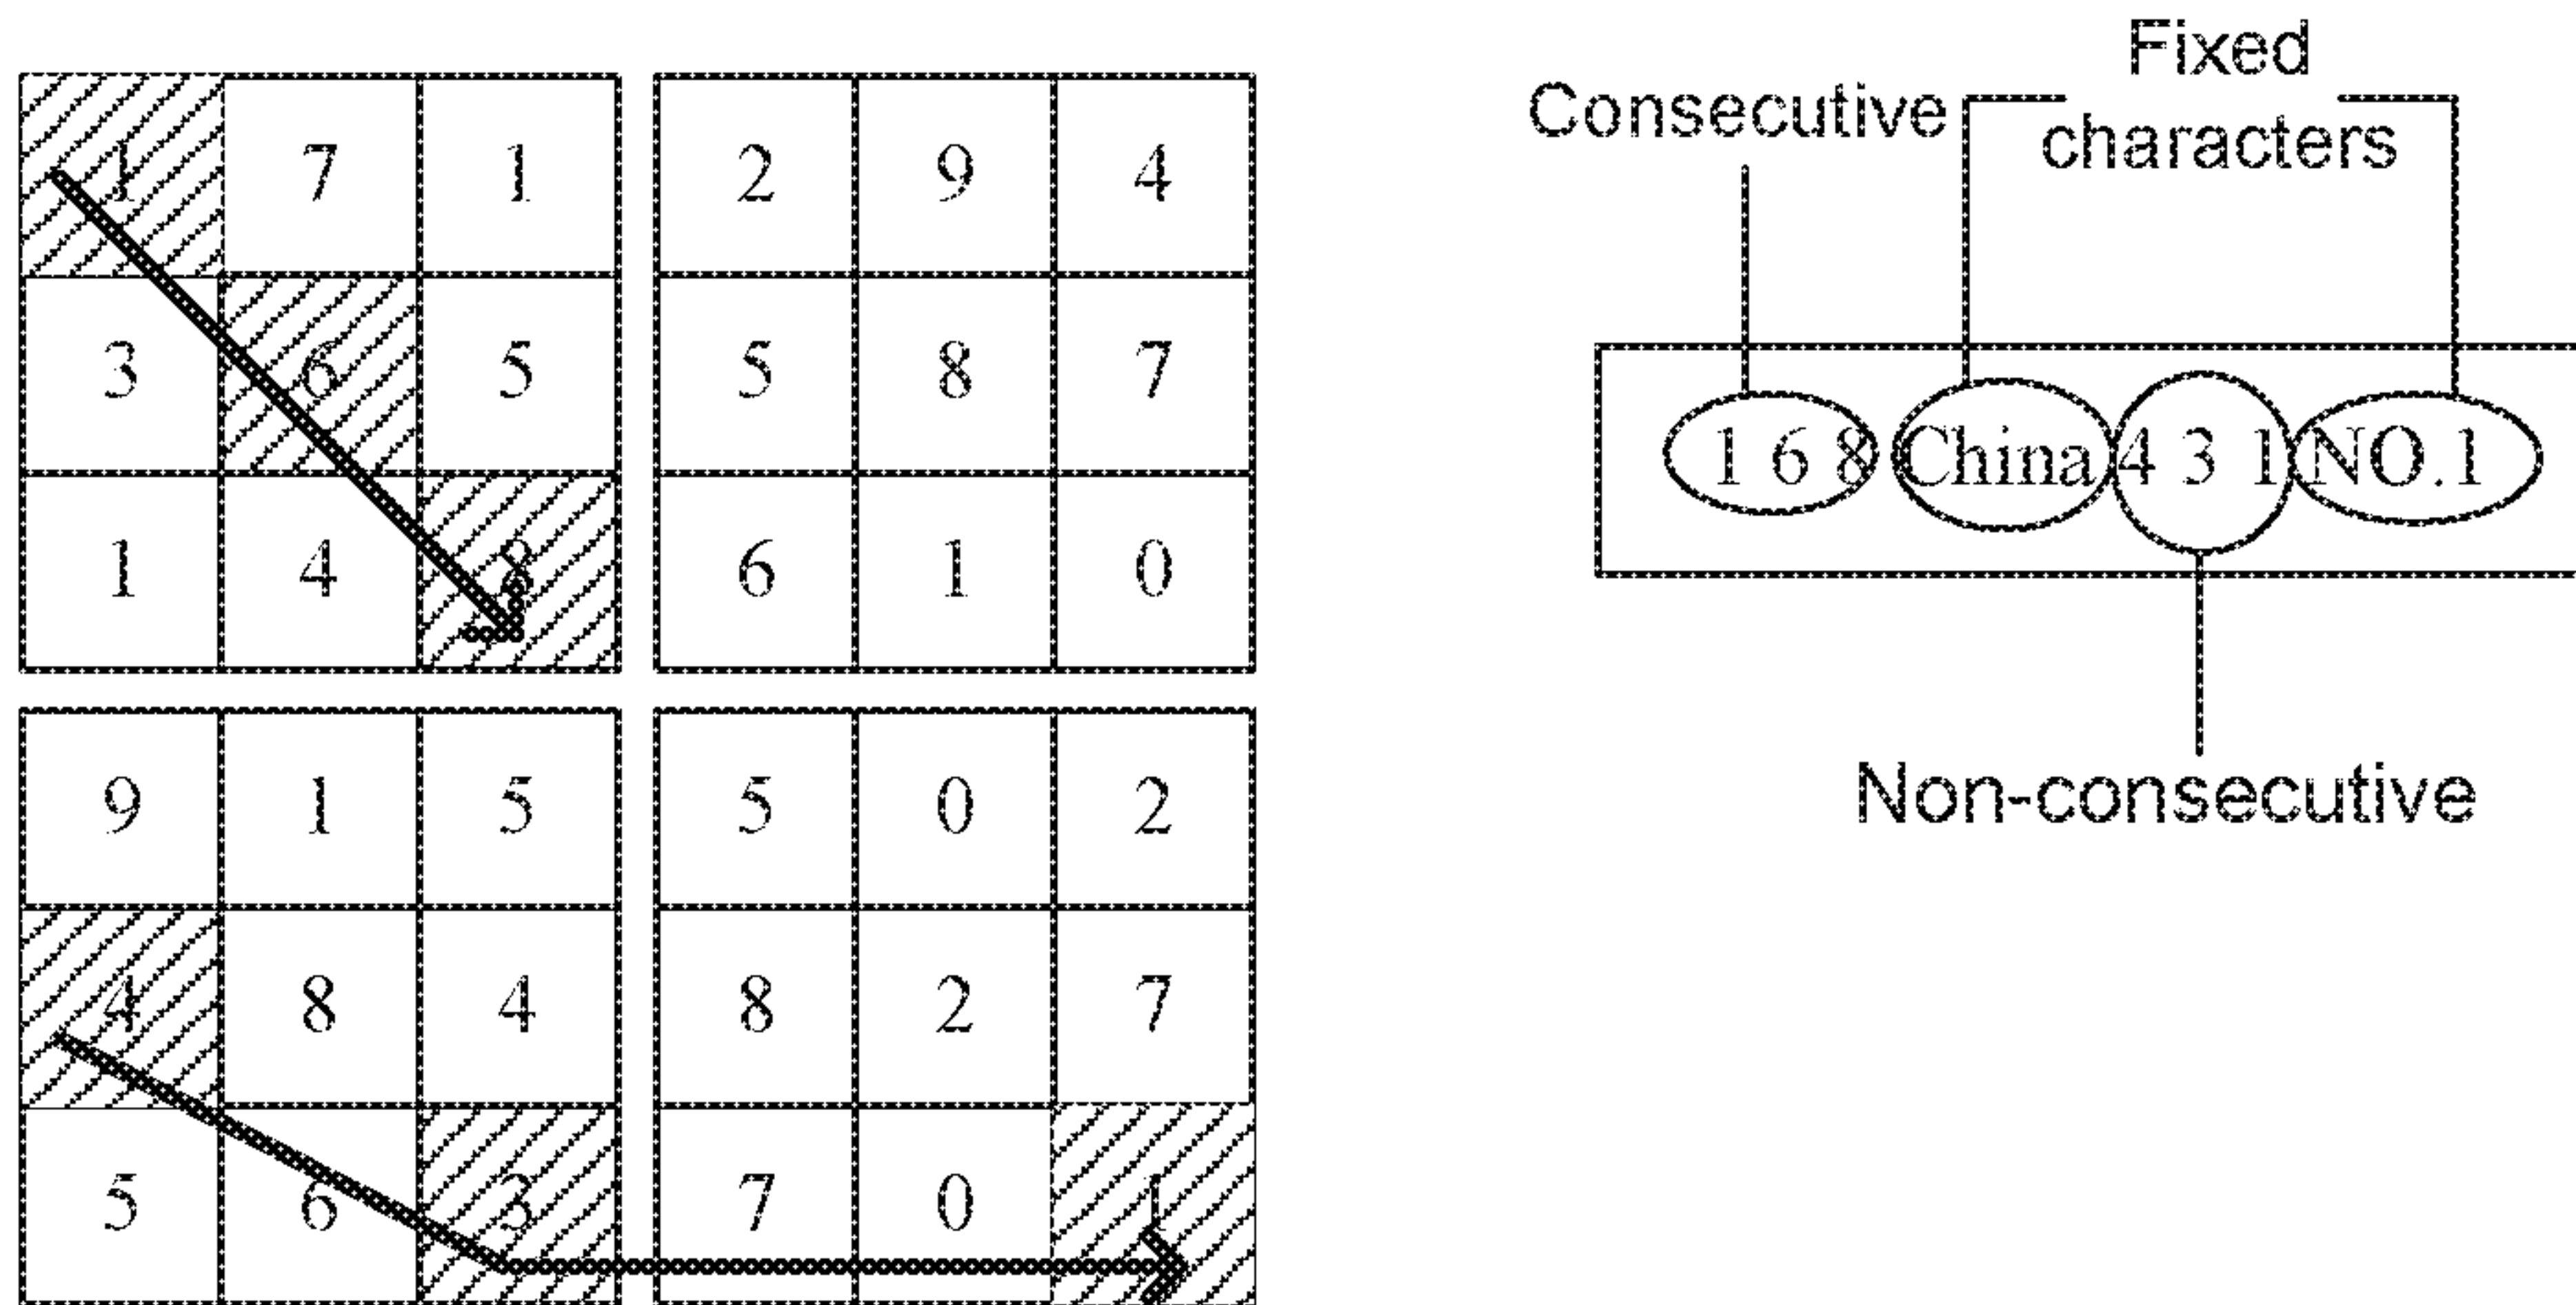 1 7 1 2 9 4
3 6 5 5 8 7
1 4 8 6 1 0
9 1 5 5 0 2
4 8 4 8 2 7
5 6 3 7 0 1
Consecutive
Fixed
characters
1 6 8 China 4 3 1 NO.1
Non-consecutive